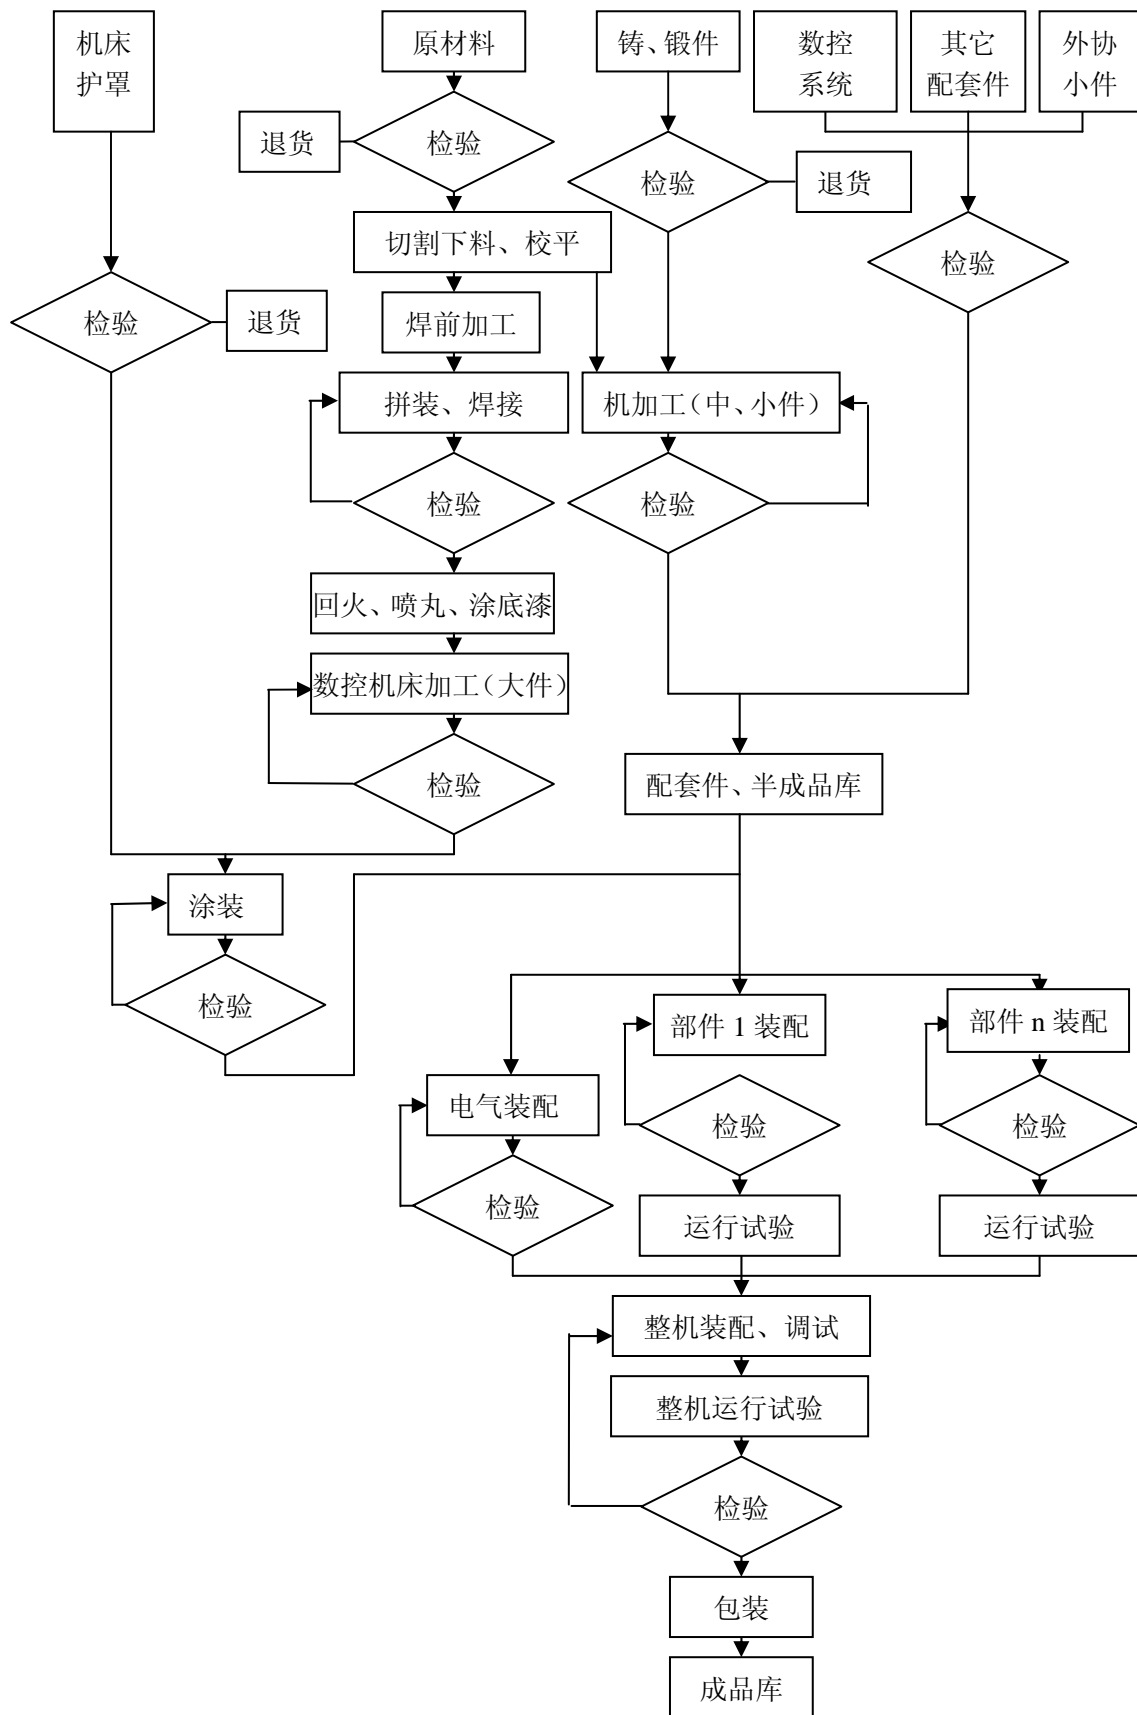 机床
护罩
原材料
铸、锻件
数控
系统
其它
配套件
外协
小件
退货
检验
检验
退货
切割下料、校平
检验
检验
退货
焊前加工
拼装、焊接
机加工（中、小件）
检验
检验
回火、喷丸、涂底漆
数控机床加工（大件）
检验
配套件、半成品库
涂装
检验
部件 1 装配
部件 n 装配
电气装配
检验
检验
检验
运行试验
运行试验
整机装配、调试
整机运行试验
检验
包装
成品库